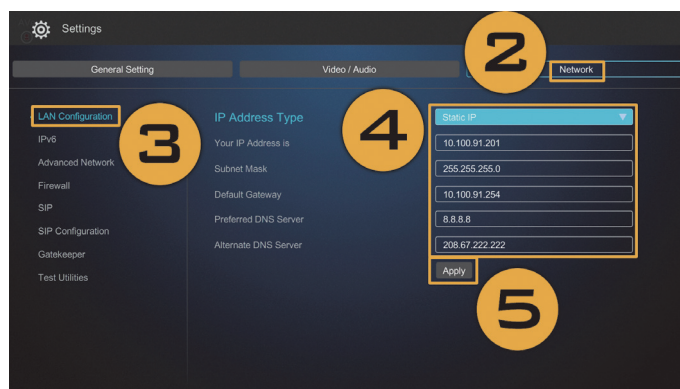 Settings
2
General Setting
Video / Audio
Network
3
4
LAN Configuration
IPv6
Advanced Network
Firewall
SIP
SIP Configuration
Gatekeeper
Test Utilities
IP Address Type
Static IP
Your IP Address is
10.100.91.201
Subnet Mask
255.255.255.0
Default Gateway
10.100.91.254
Preferred DNS Server
8.8.8.8
Alternate DNS Server
208.67.222.222
Apply
5